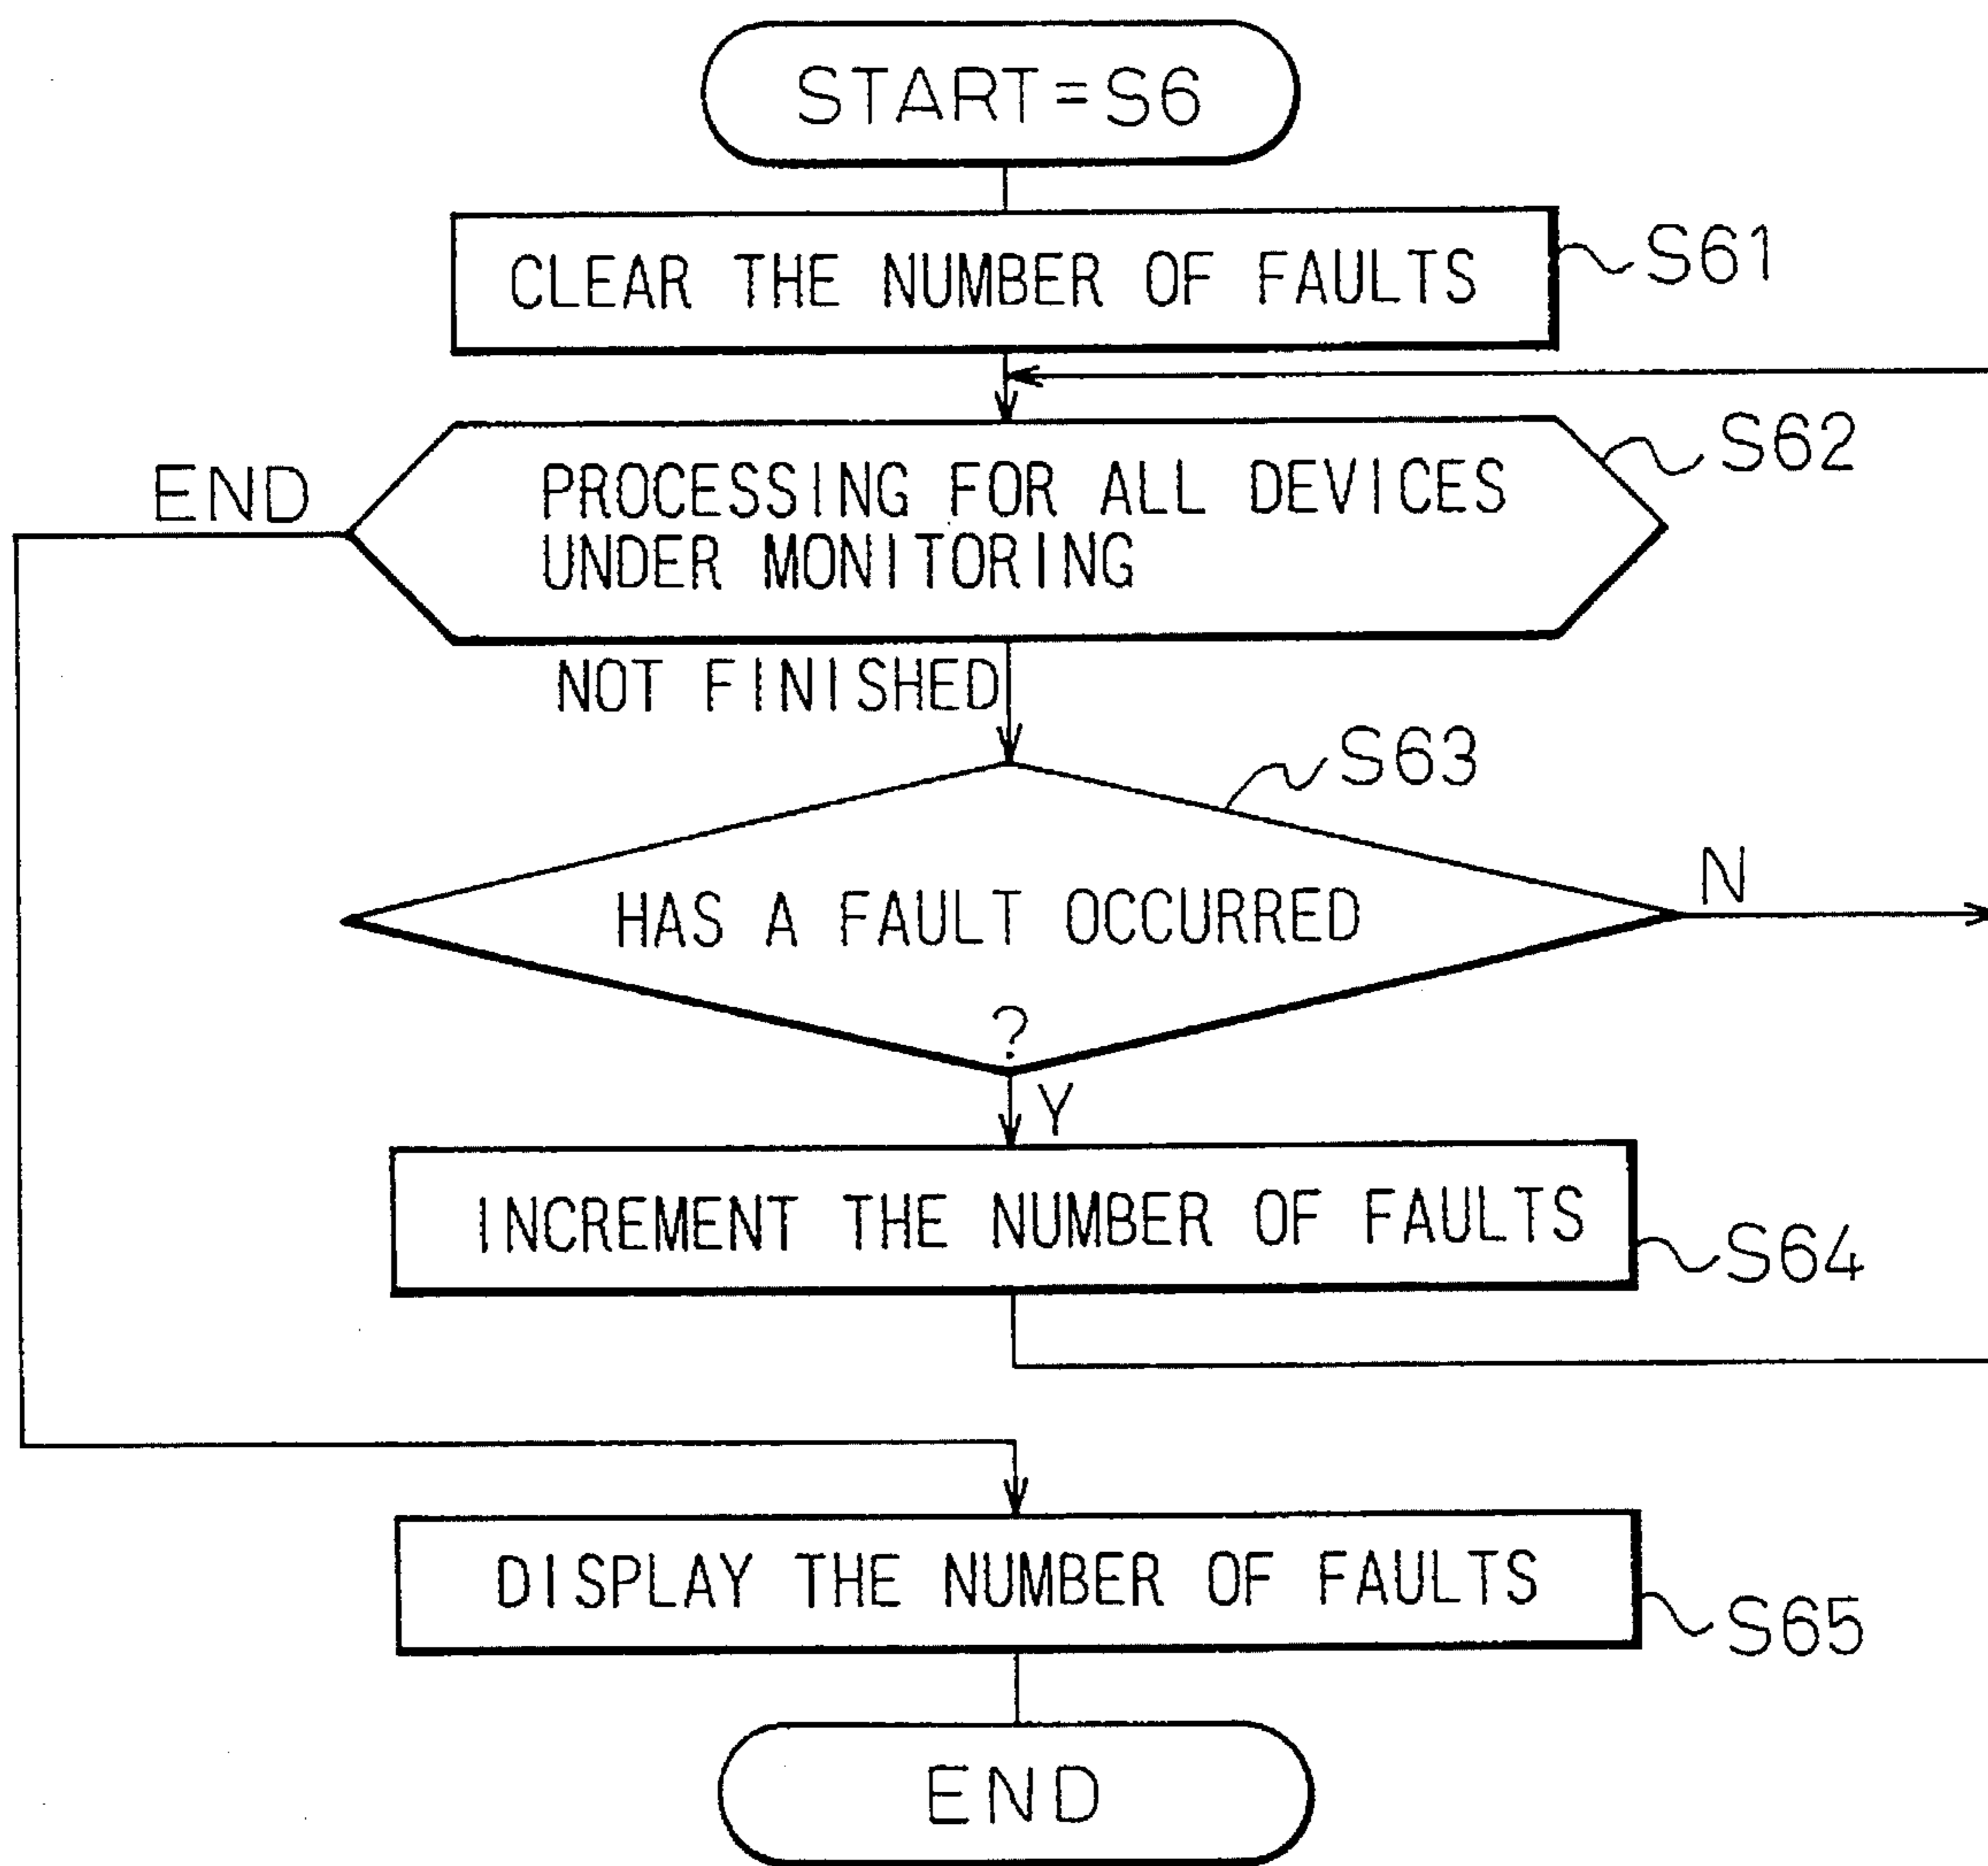 START=S6
CLEAR THE NUMBER OF FAULTS
S61
S62
END
PROCESSING FOR ALL DEVICES
UNDER MONITORING
NOT FINISHED
S63
N
HAS A FAULT OCCURRED
?
Y
INCREMENT THE NUMBER OF FAULTS
S64
DISPLAY THE NUMBER OF FAULTS
S65
END